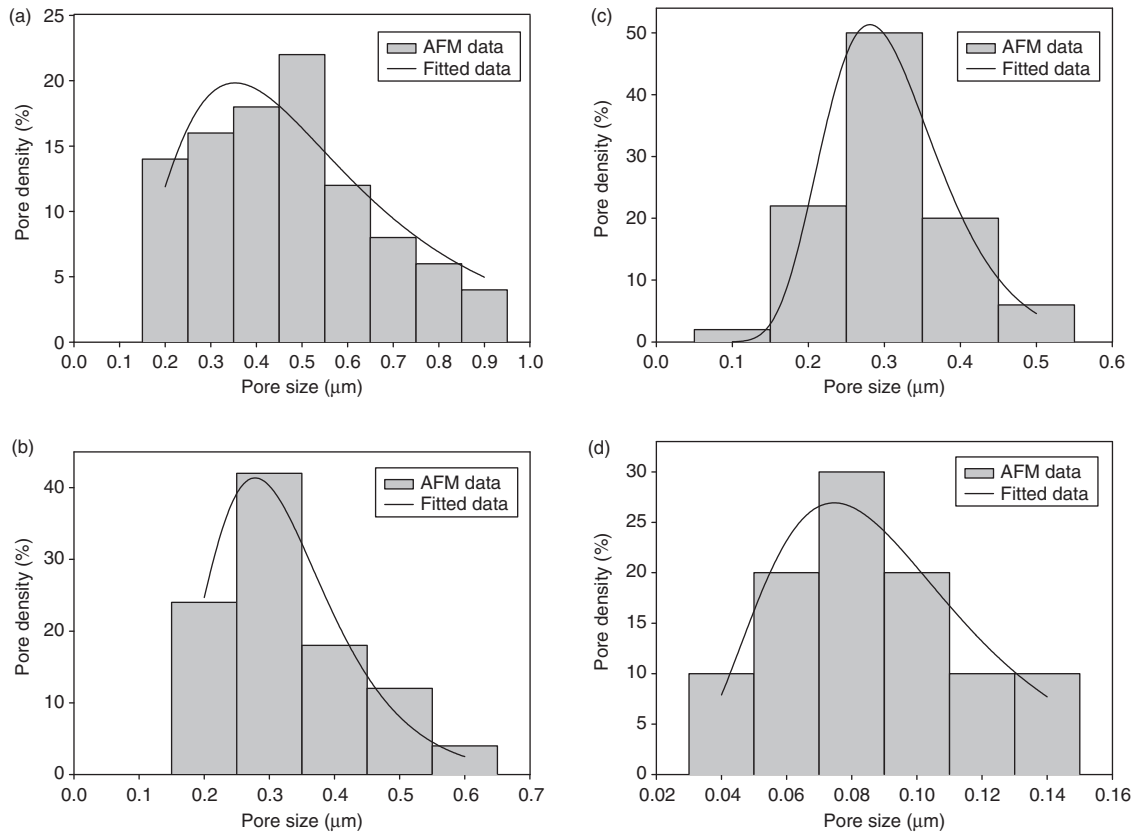 (a)
25
20
15
10
5
0
Pore density (%)
AFM data
Fitted data
0.0 0.1 0.2 0.3 0.4 0.5 0.6 0.7 0.8 0.9 1.0
Pore size (μm)
(c)
50
40
30
20
10
0
Pore density (%)
AFM data
Fitted data
0.0 0.2 0.4 0.5 0.6
Pore size (μm)
(b)
40
30
20
10
0
Pore density (%)
AFM data
Fitted data
0.0 0.1 0.2 0.3 0.4 0.5 0.6 0.7
Pore size (μm)
(d)
30
25
20
15
10
5
0
Pore density (%)
AFM data
Fitted data
0.02 0.04 0.06 0.08 0.10 0.12 0.14 0.16
Pore size (μm)